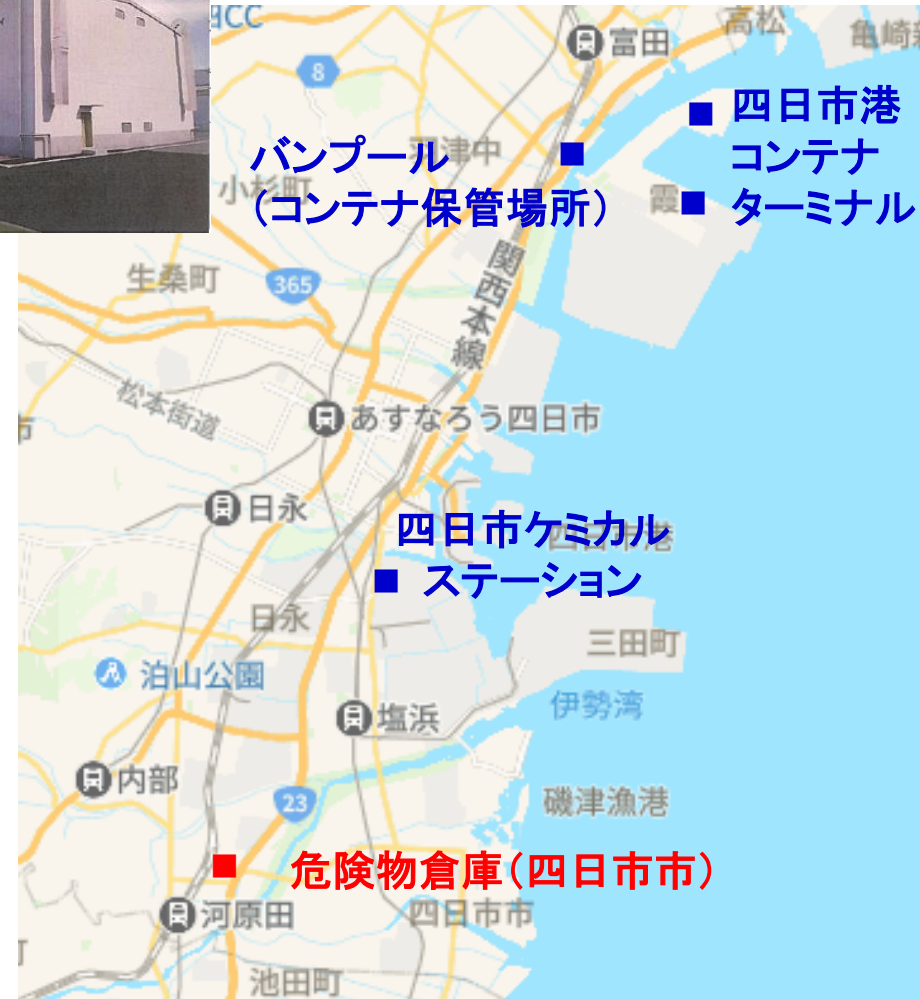 富田
高松
8
四日市港
コンテナ
ターミナル
バンプール
(コンテナ保管場所)
小杉町
霞
生桑町
365
関西本線
松本街道
あすなろう四日市
日永
四日市ケミカル
ステーション
四日市港
日永
三田町
泊山公園
伊勢湾
塩浜
内部
23
磯津漁港
危険物倉庫(四日市市)
河原田
四日市市
池田町